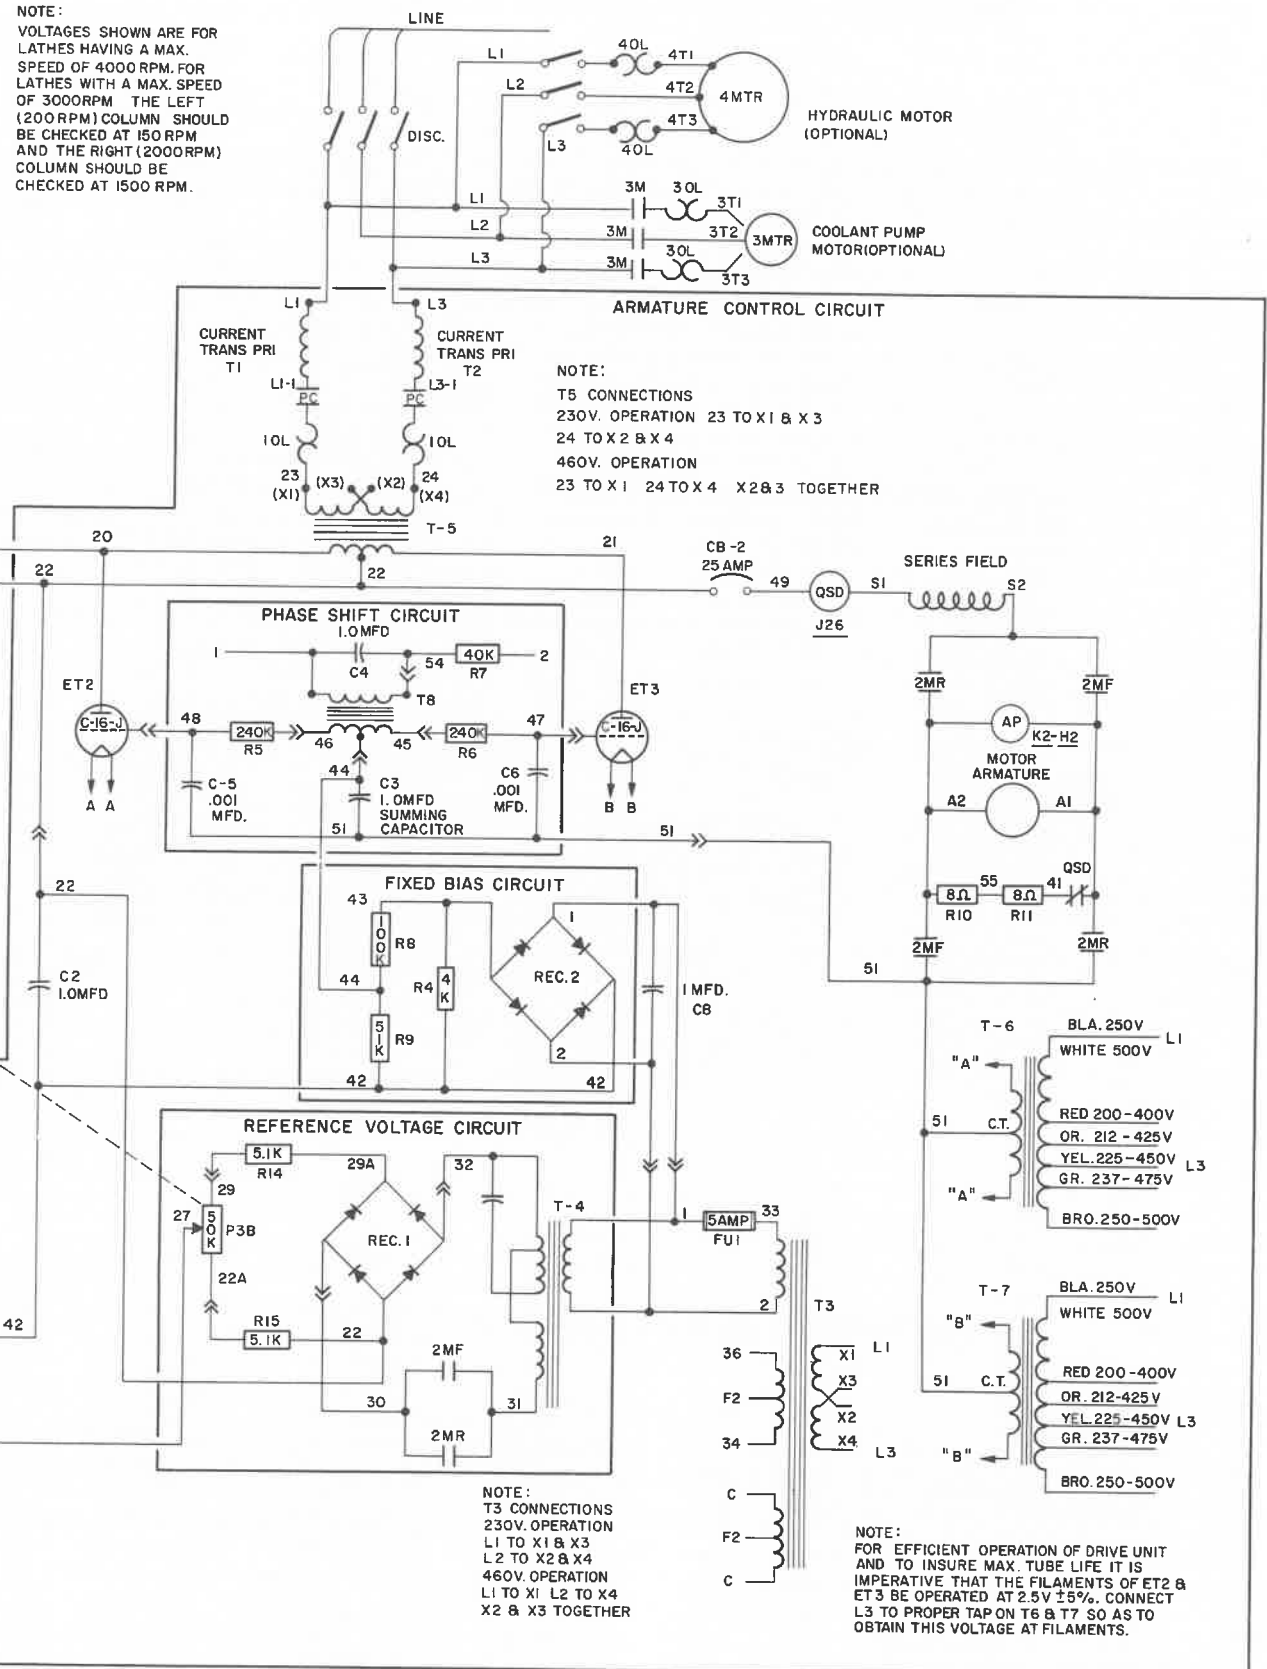 NOTE:
VOLTAGES SHOWN ARE FOR
LATHES HAVING A MAX.
SPEED OF 4000 RPM. FOR
LATHES WITH A MAX. SPEED
OF 3000RPM THE LEFT
(200 RPM) COLUMN SHOULD
BE CHECKED AT 150 RPM
AND THE RIGHT (2000RPM)
COLUMN SHOULD BE
CHECKED AT 1500 RPM.
LINE
DISC.
L1
L2
L3
4OL
4OL
4T1
4T2
4T3
4MTR
HYDRAULIC MOTOR
(OPTIONAL)
L1
L2
L3
3M
3M
3M
3OL
3OL
3T1
3T2
3T3
3MTR
COOLANT PUMP
MOTOR(OPTIONAL)
ARMATURE CONTROL CIRCUIT
L1
L3
CURRENT
TRANS PRI
T1
CURRENT
TRANS PRI
T2
L1-1
L3-1
PC
PC
1OL
1OL
23
(X1)
(X3)
(X2)
24
(X4)
T-5
NOTE:
T5 CONNECTIONS
230V. OPERATION 23 TO X1 & X3
24 TO X2 & X4
460V. OPERATION
23 TO X1 24 TO X4 X2&3 TOGETHER
20
21
22
22
CB-2
25 AMP
49
QSD
J26
S1
SERIES FIELD
S2
PHASE SHIFT CIRCUIT
1.0MFD
1
C4
54
40K
R7
2
T8
ET2
C-16-J
A A
48
240K
R5
46
45
240K
R6
47
ET3
C-16-J
B B
44
C-5
.001
MFD.
C3
1.0MFD
SUMMING
CAPACITOR
C6
.001
MFD.
51
51
2MR
2MF
AP
K2-H2
MOTOR
ARMATURE
A2
A1
QSD
8Ω
R10
55
8Ω
R11
41
2MF
2MR
51
22
C2
1.0MFD
FIXED BIAS CIRCUIT
43
100K
R8
44
R4
4K
51K
R9
REC.2
1
2
42
42
1MFD.
C8
T-6
BLA.250V
L1
WHITE 500V
"A"
RED 200-400V
51
C.T.
OR. 212-425V
YEL.225-450V
L3
GR. 237-475V
"A"
BRO.250-500V
REFERENCE VOLTAGE CIRCUIT
5.1K
R14
29A
32
29
27
50K
P3B
REC.1
22A
R15
5.1K
22
T-4
1
5AMP
FU1
33
2
T3
42
2MF
30
31
2MR
36
F2
34
X1
L1
X3
X2
X4
L3
C
F2
C
T-7
BLA.250V
L1
WHITE 500V
"B"
RED 200-400V
51
C.T.
OR. 212-425V
YEL.225-450V
L3
GR. 237-475V
"B"
BRO.250-500V
NOTE:
T3 CONNECTIONS
230V. OPERATION
L1 TO X1 & X3
L2 TO X2 & X4
460V. OPERATION
L1 TO X1 L2 TO X4
X2 & X3 TOGETHER
NOTE:
FOR EFFICIENT OPERATION OF DRIVE UNIT
AND TO INSURE MAX. TUBE LIFE IT IS
IMPERATIVE THAT THE FILAMENTS OF ET2 &
ET3 BE OPERATED AT 2.5V ±5%. CONNECT
L3 TO PROPER TAP ON T6 & T7 SO AS TO
OBTAIN THIS VOLTAGE AT FILAMENTS.